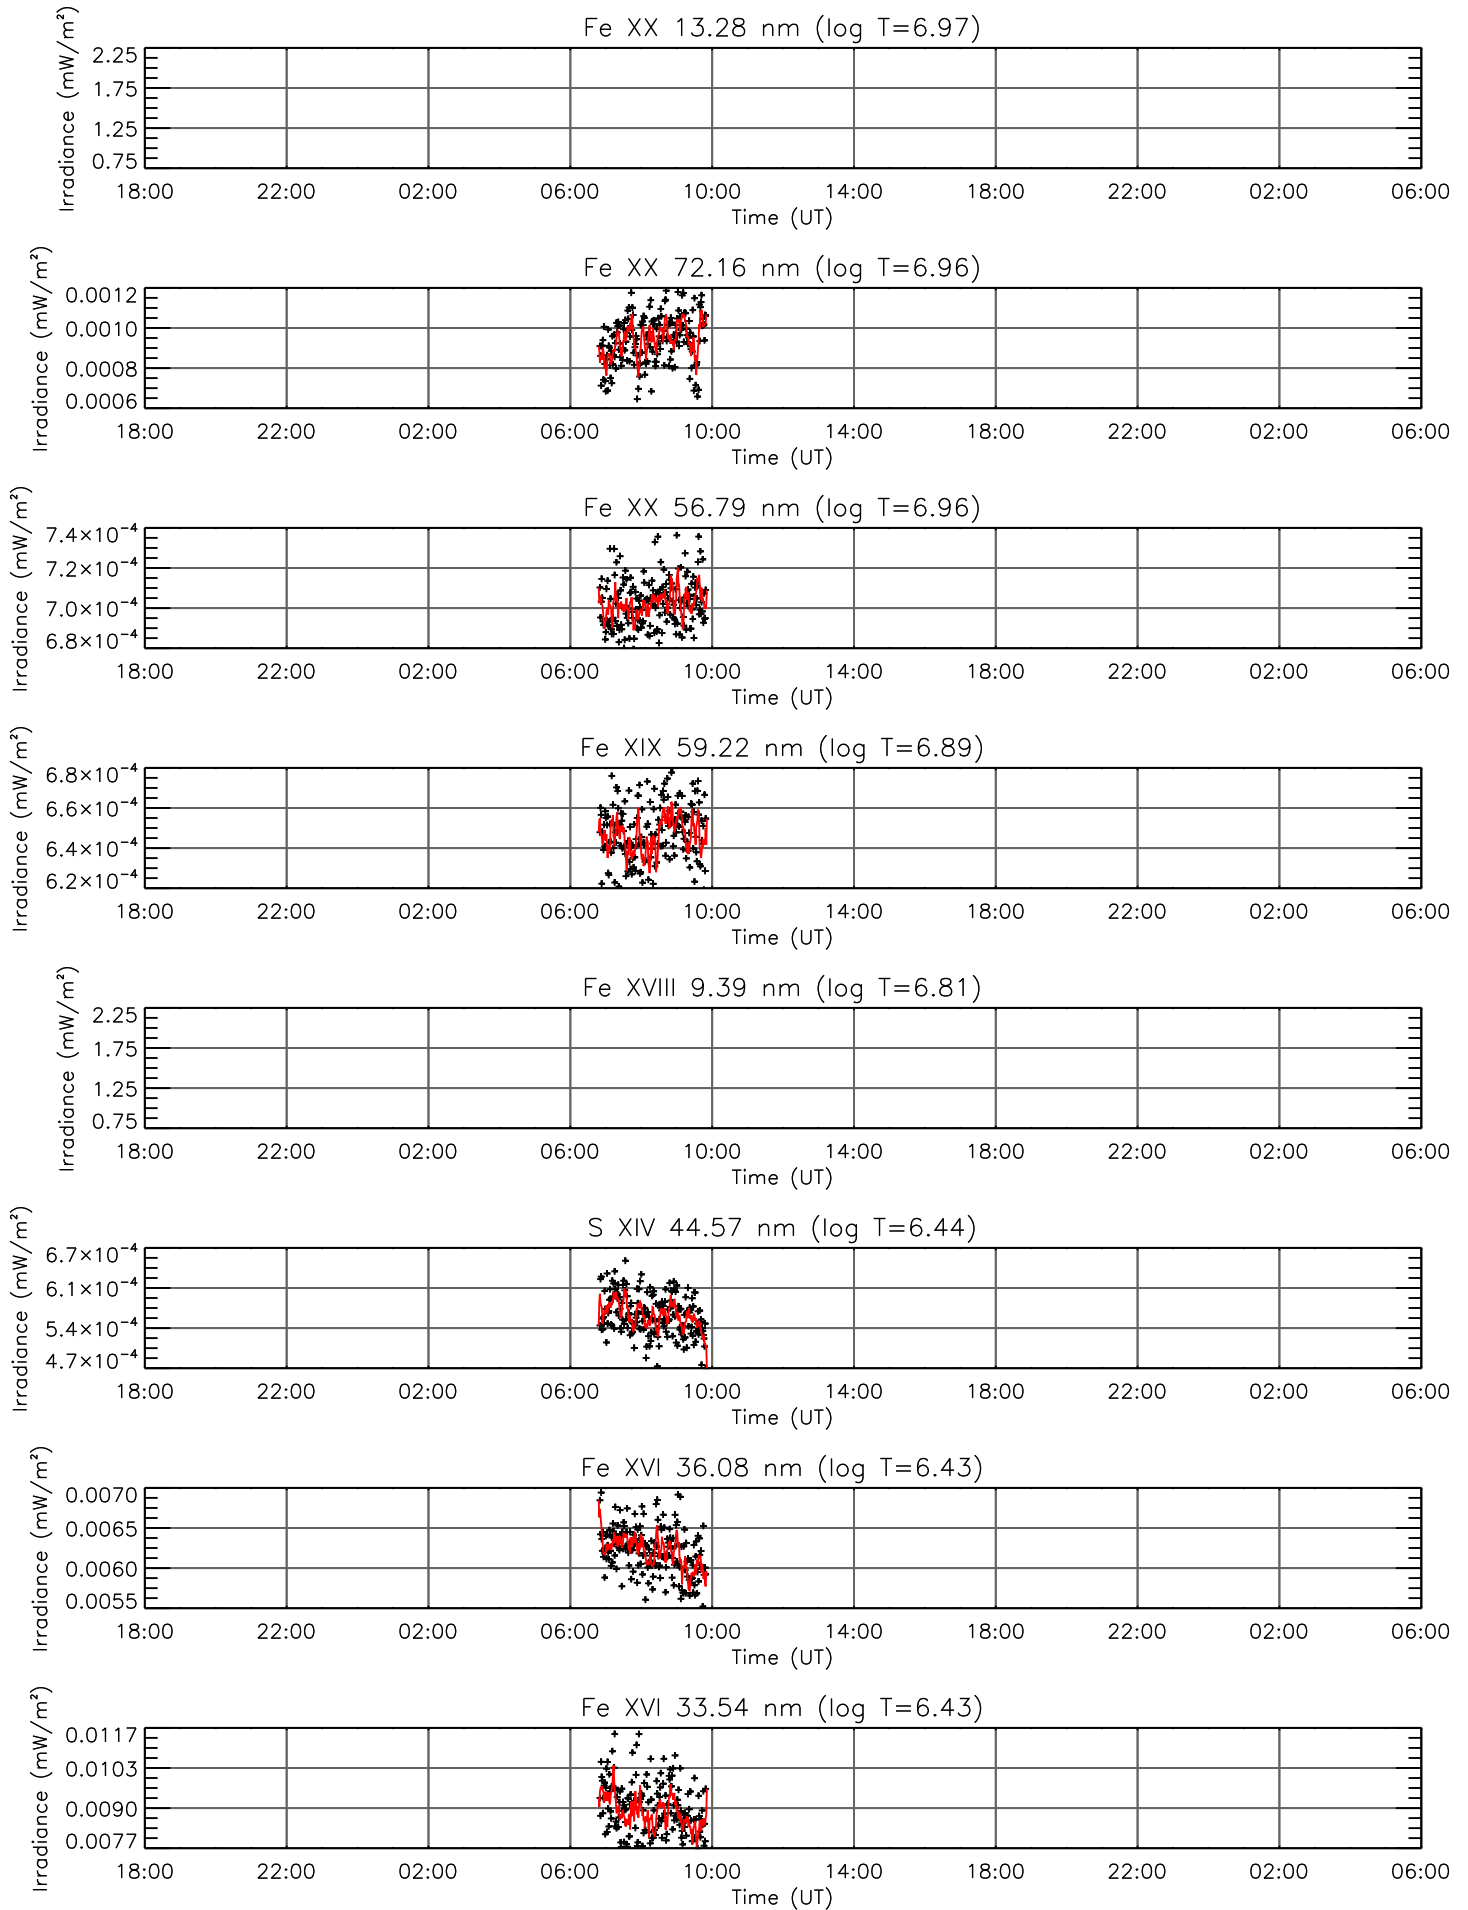 Fe XX 13.28 nm (log T=6.97)
Irradiance (mW/m²)
2.25
1.75
1.25
0.75
18:00 22:00 02:00 06:00 10:00 14:00 18:00 22:00 02:00 06:00
Time (UT)
Fe XX 72.16 nm (log T=6.96)
Irradiance (mW/m²)
0.0012
0.0010
0.0008
0.0006
18:00 22:00 02:00 06:00 10:00 14:00 18:00 22:00 02:00 06:00
Time (UT)
Fe XX 56.79 nm (log T=6.96)
Irradiance (mW/m²)
7.4×10⁻⁴
7.2×10⁻⁴
7.0×10⁻⁴
6.8×10⁻⁴
18:00 22:00 02:00 06:00 10:00 14:00 18:00 22:00 02:00 06:00
Time (UT)
Fe XIX 59.22 nm (log T=6.89)
Irradiance (mW/m²)
6.8×10⁻⁴
6.6×10⁻⁴
6.4×10⁻⁴
6.2×10⁻⁴
18:00 22:00 02:00 06:00 10:00 14:00 18:00 22:00 02:00 06:00
Time (UT)
Fe XVIII 9.39 nm (log T=6.81)
Irradiance (mW/m²)
2.25
1.75
1.25
0.75
18:00 22:00 02:00 06:00 10:00 14:00 18:00 22:00 02:00 06:00
Time (UT)
S XIV 44.57 nm (log T=6.44)
Irradiance (mW/m²)
6.7×10⁻⁴
6.1×10⁻⁴
5.4×10⁻⁴
4.7×10⁻⁴
18:00 22:00 02:00 06:00 10:00 14:00 18:00 22:00 02:00 06:00
Time (UT)
Fe XVI 36.08 nm (log T=6.43)
Irradiance (mW/m²)
0.0070
0.0065
0.0060
0.0055
18:00 22:00 02:00 06:00 10:00 14:00 18:00 22:00 02:00 06:00
Time (UT)
Fe XVI 33.54 nm (log T=6.43)
Irradiance (mW/m²)
0.0117
0.0103
0.0090
0.0077
18:00 22:00 02:00 06:00 10:00 14:00 18:00 22:00 02:00 06:00
Time (UT)